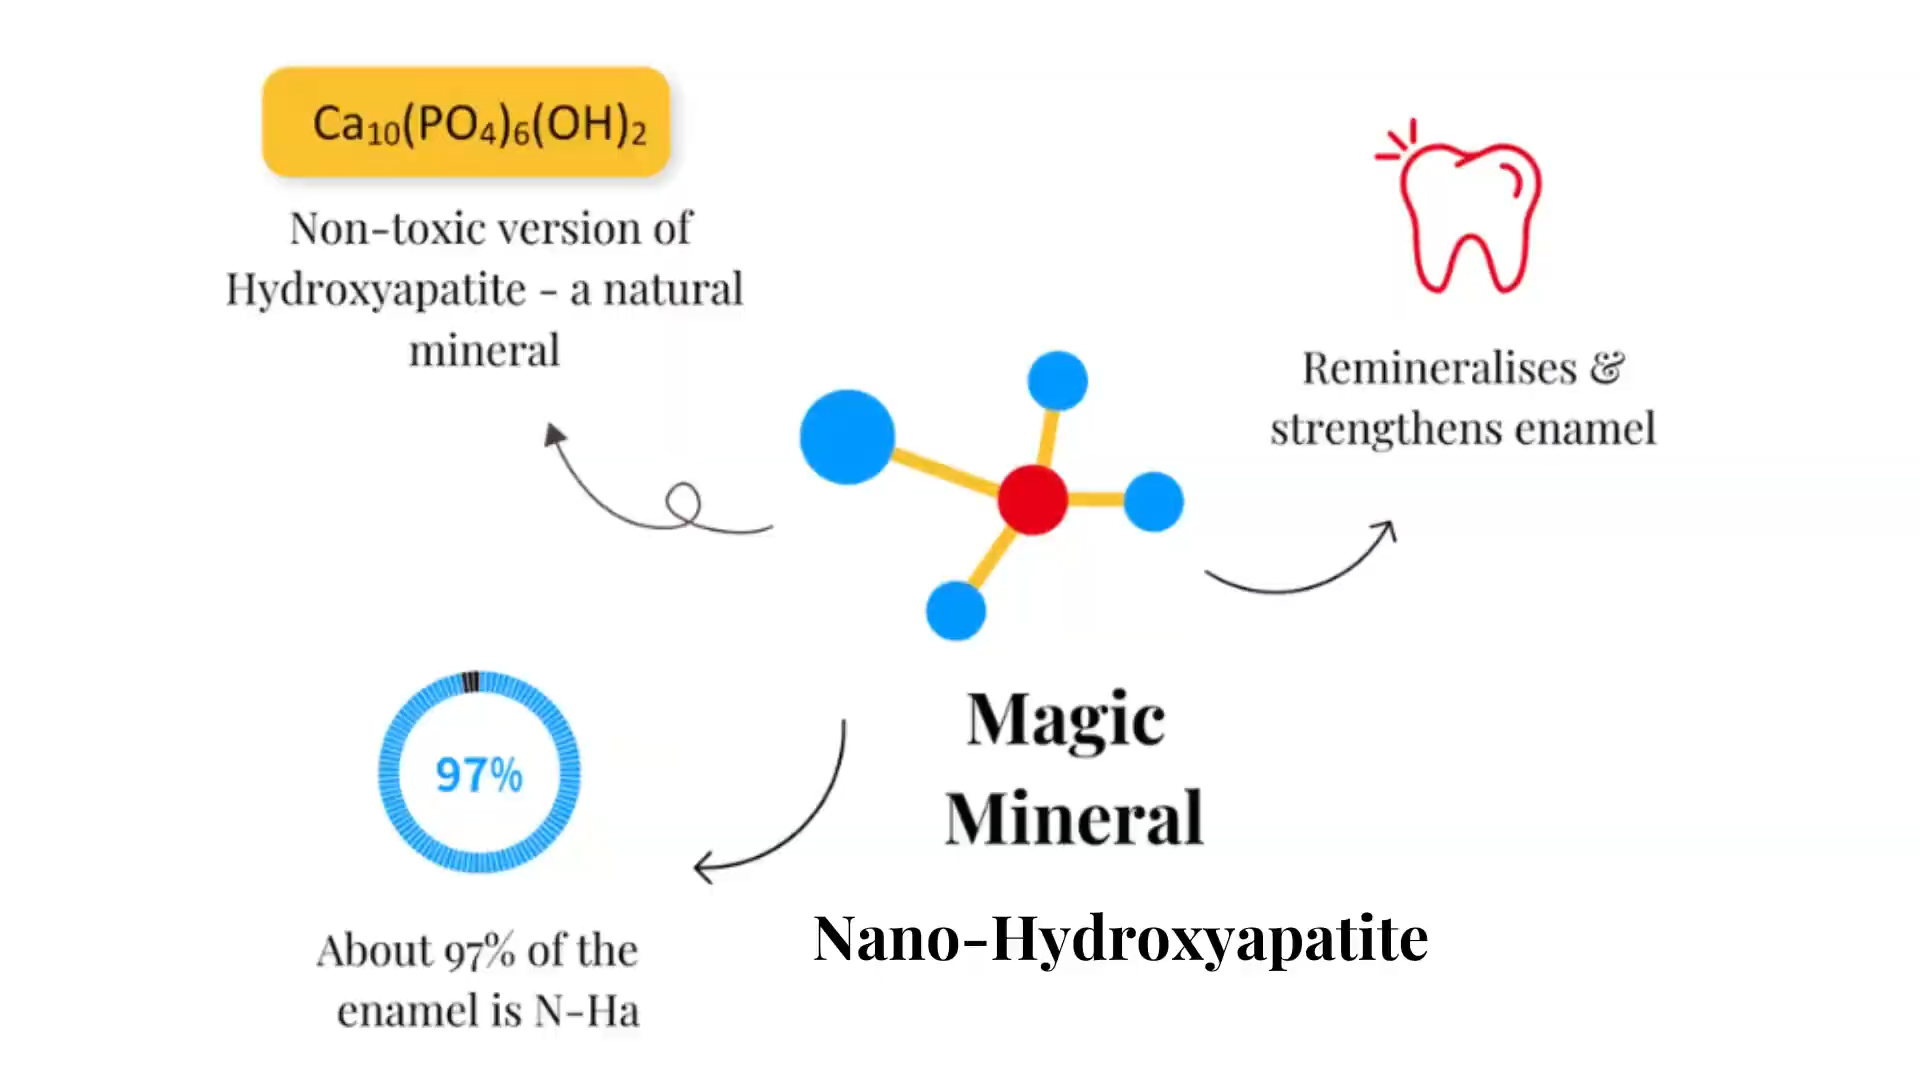 Ca₁₀(PO₄)₆(OH)₂
Non-toxic version of
Hydroxyapatite - a natural
mineral
Remineralises &
strengthens enamel
97%
About 97% of the
enamel is N-Ha
Magic
Mineral
Nano-Hydroxyapatite